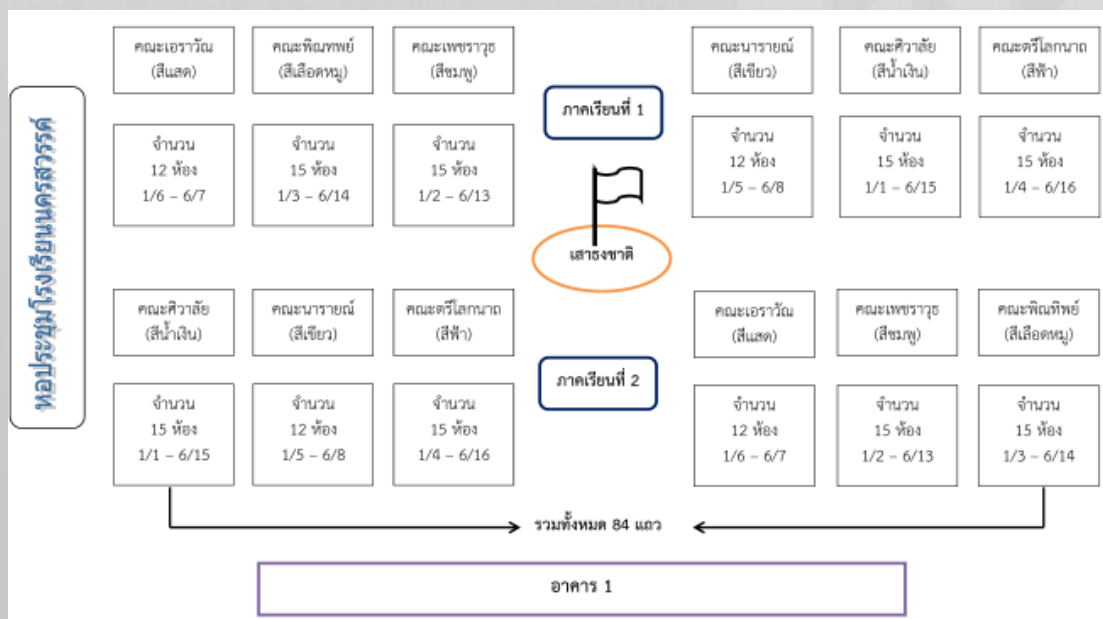 หอประชุมโรงเรียนนครสวรรค์
คณะเอราวัณ
(สีแสด)
คณะพิณทพย์
(สีเลือดหมู)
คณะเพชราวุธ
(สีชมพู)
ภาคเรียนที่ 1
คณะนารายณ์
(สีเขียว)
คณะศิวาลัย
(สีน้ำเงิน)
คณะตรีโลกนาถ
(สีฟ้า)
จำนวน
12 ห้อง
1/6 – 6/7
จำนวน
15 ห้อง
1/3 – 6/14
จำนวน
15 ห้อง
1/2 – 6/13
จำนวน
12 ห้อง
1/5 – 6/8
จำนวน
15 ห้อง
1/1 – 6/15
จำนวน
15 ห้อง
1/4 – 6/16
เสาธงชาติ
คณะศิวาลัย
(สีน้ำเงิน)
คณะนารายณ์
(สีเขียว)
คณะตรีโลกนาถ
(สีฟ้า)
ภาคเรียนที่ 2
คณะเอราวัณ
(สีแสด)
คณะเพชราวุธ
(สีชมพู)
คณะพิณทิพย์
(สีเลือดหมู)
จำนวน
15 ห้อง
1/1 – 6/15
จำนวน
12 ห้อง
1/5 – 6/8
จำนวน
15 ห้อง
1/4 – 6/16
จำนวน
12 ห้อง
1/6 – 6/7
จำนวน
15 ห้อง
1/2 – 6/13
จำนวน
15 ห้อง
1/3 – 6/14
รวมทั้งหมด 84 แถว
อาคาร 1